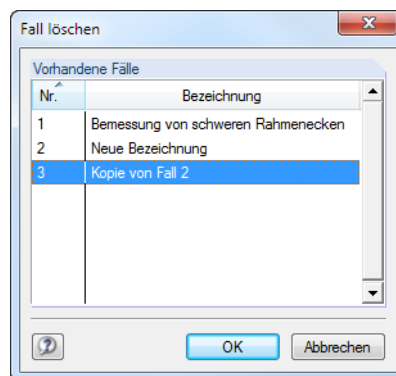 Fall löschen
Vorhandene Fälle
Nr. Bezeichnung
1 Bemessung von schweren Rahmenecken
2 Neue Bezeichnung
3 Kopie von Fall 2
OK Abbrechen